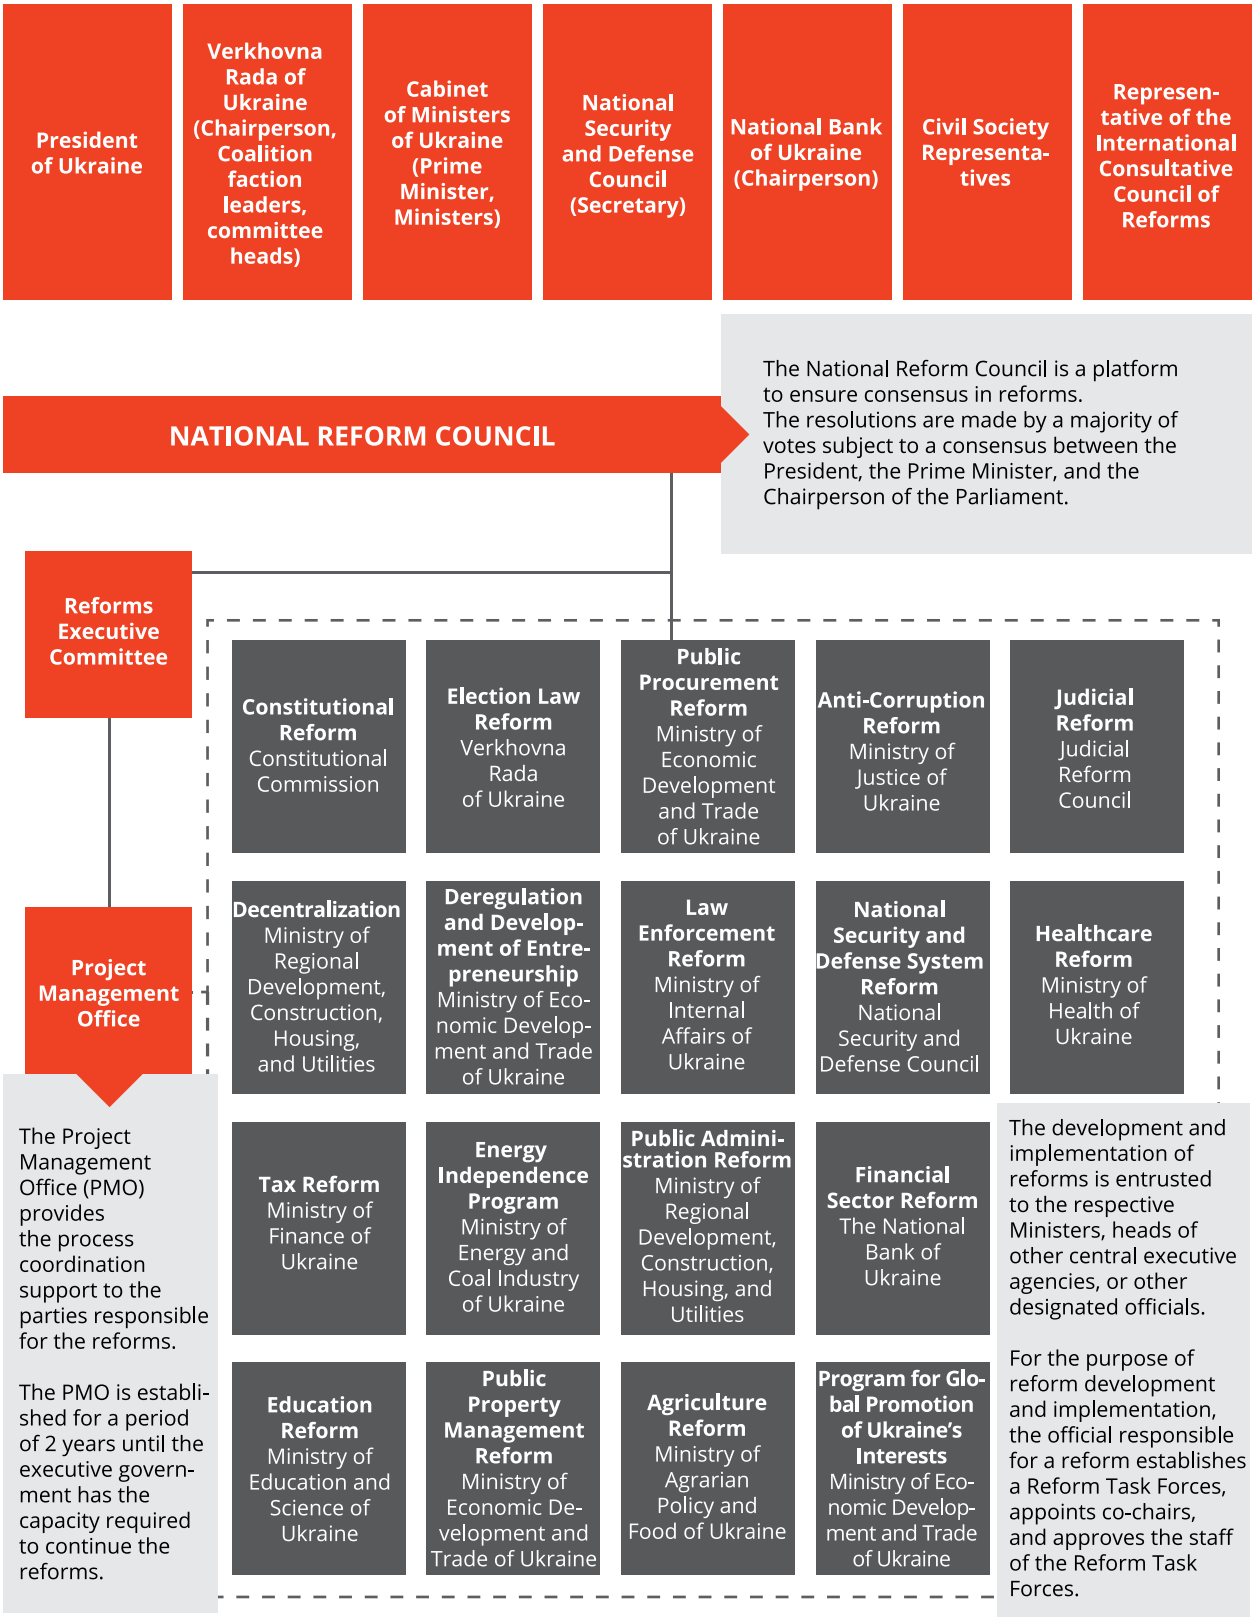 President
of Ukraine
Verkhovna
Rada of
Ukraine
(Chairperson,
Coalition
faction
leaders,
committee
heads)
Cabinet
of Ministers
of Ukraine
(Prime
Minister,
Ministers)
National
Security
and Defense
Council
(Secretary)
National Bank
of Ukraine
(Chairperson)
Civil Society
Representa-
tives
Represen-
tative of the
International
Consultative
Council of
Reforms
NATIONAL REFORM COUNCIL
The National Reform Council is a platform
to ensure consensus in reforms.
The resolutions are made by a majority of
votes subject to a consensus between the
President, the Prime Minister, and the
Chairperson of the Parliament.
Reforms
Executive
Committee
Constitutional
Reform
Constitutional
Commission
Election Law
Reform
Verkhovna
Rada
of Ukraine
Public
Procurement
Reform
Ministry of
Economic
Development
and Trade
of Ukraine
Anti-Corruption
Reform
Ministry of
Justice of
Ukraine
Judicial
Reform
Judicial
Reform
Council
Project
Management
Office
Decentralization
Ministry of
Regional
Development,
Construction,
Housing,
and Utilities
Deregulation
and Develop-
ment of Entre-
preneurship
Ministry of Eco-
nomic Develop-
ment and Trade
of Ukraine
Law
Enforcement
Reform
Ministry of
Internal
Affairs of
Ukraine
National
Security and
Defense System
Reform
National
Security and
Defense Council
Healthcare
Reform
Ministry of
Health of
Ukraine
The Project
Management
Office (PMO)
provides
the process
coordination
support to the
parties responsible
for the reforms.
The PMO is establi-
shed for a period
of 2 years until the
executive govern-
ment has the
capacity required
to continue the
reforms.
Tax Reform
Ministry of
Finance of
Ukraine
Energy
Independence
Program
Ministry of
Energy and
Coal Industry
of Ukraine
Public Admini-
stration Reform
Ministry of
Regional
Development,
Construction,
Housing, and
Utilities
Financial
Sector Reform
The National
Bank of
Ukraine
Education
Reform
Ministry of
Education and
Science of
Ukraine
Public
Property
Management
Reform
Ministry of
Economic De-
velopment and
Trade of Ukraine
Agriculture
Reform
Ministry of
Agrarian
Policy and
Food of Ukraine
Program for Glo-
bal Promotion
of Ukraine's
Interests
Ministry of Eco-
nomic Develop-
ment and Trade
of Ukraine
The development and
implementation of
reforms is entrusted
to the respective
Ministers, heads of
other central executive
agencies, or other
designated officials.
For the purpose of
reform development
and implementation,
the official responsible
for a reform establishes
a Reform Task Forces,
appoints co-chairs,
and approves the staff
of the Reform Task
Forces.